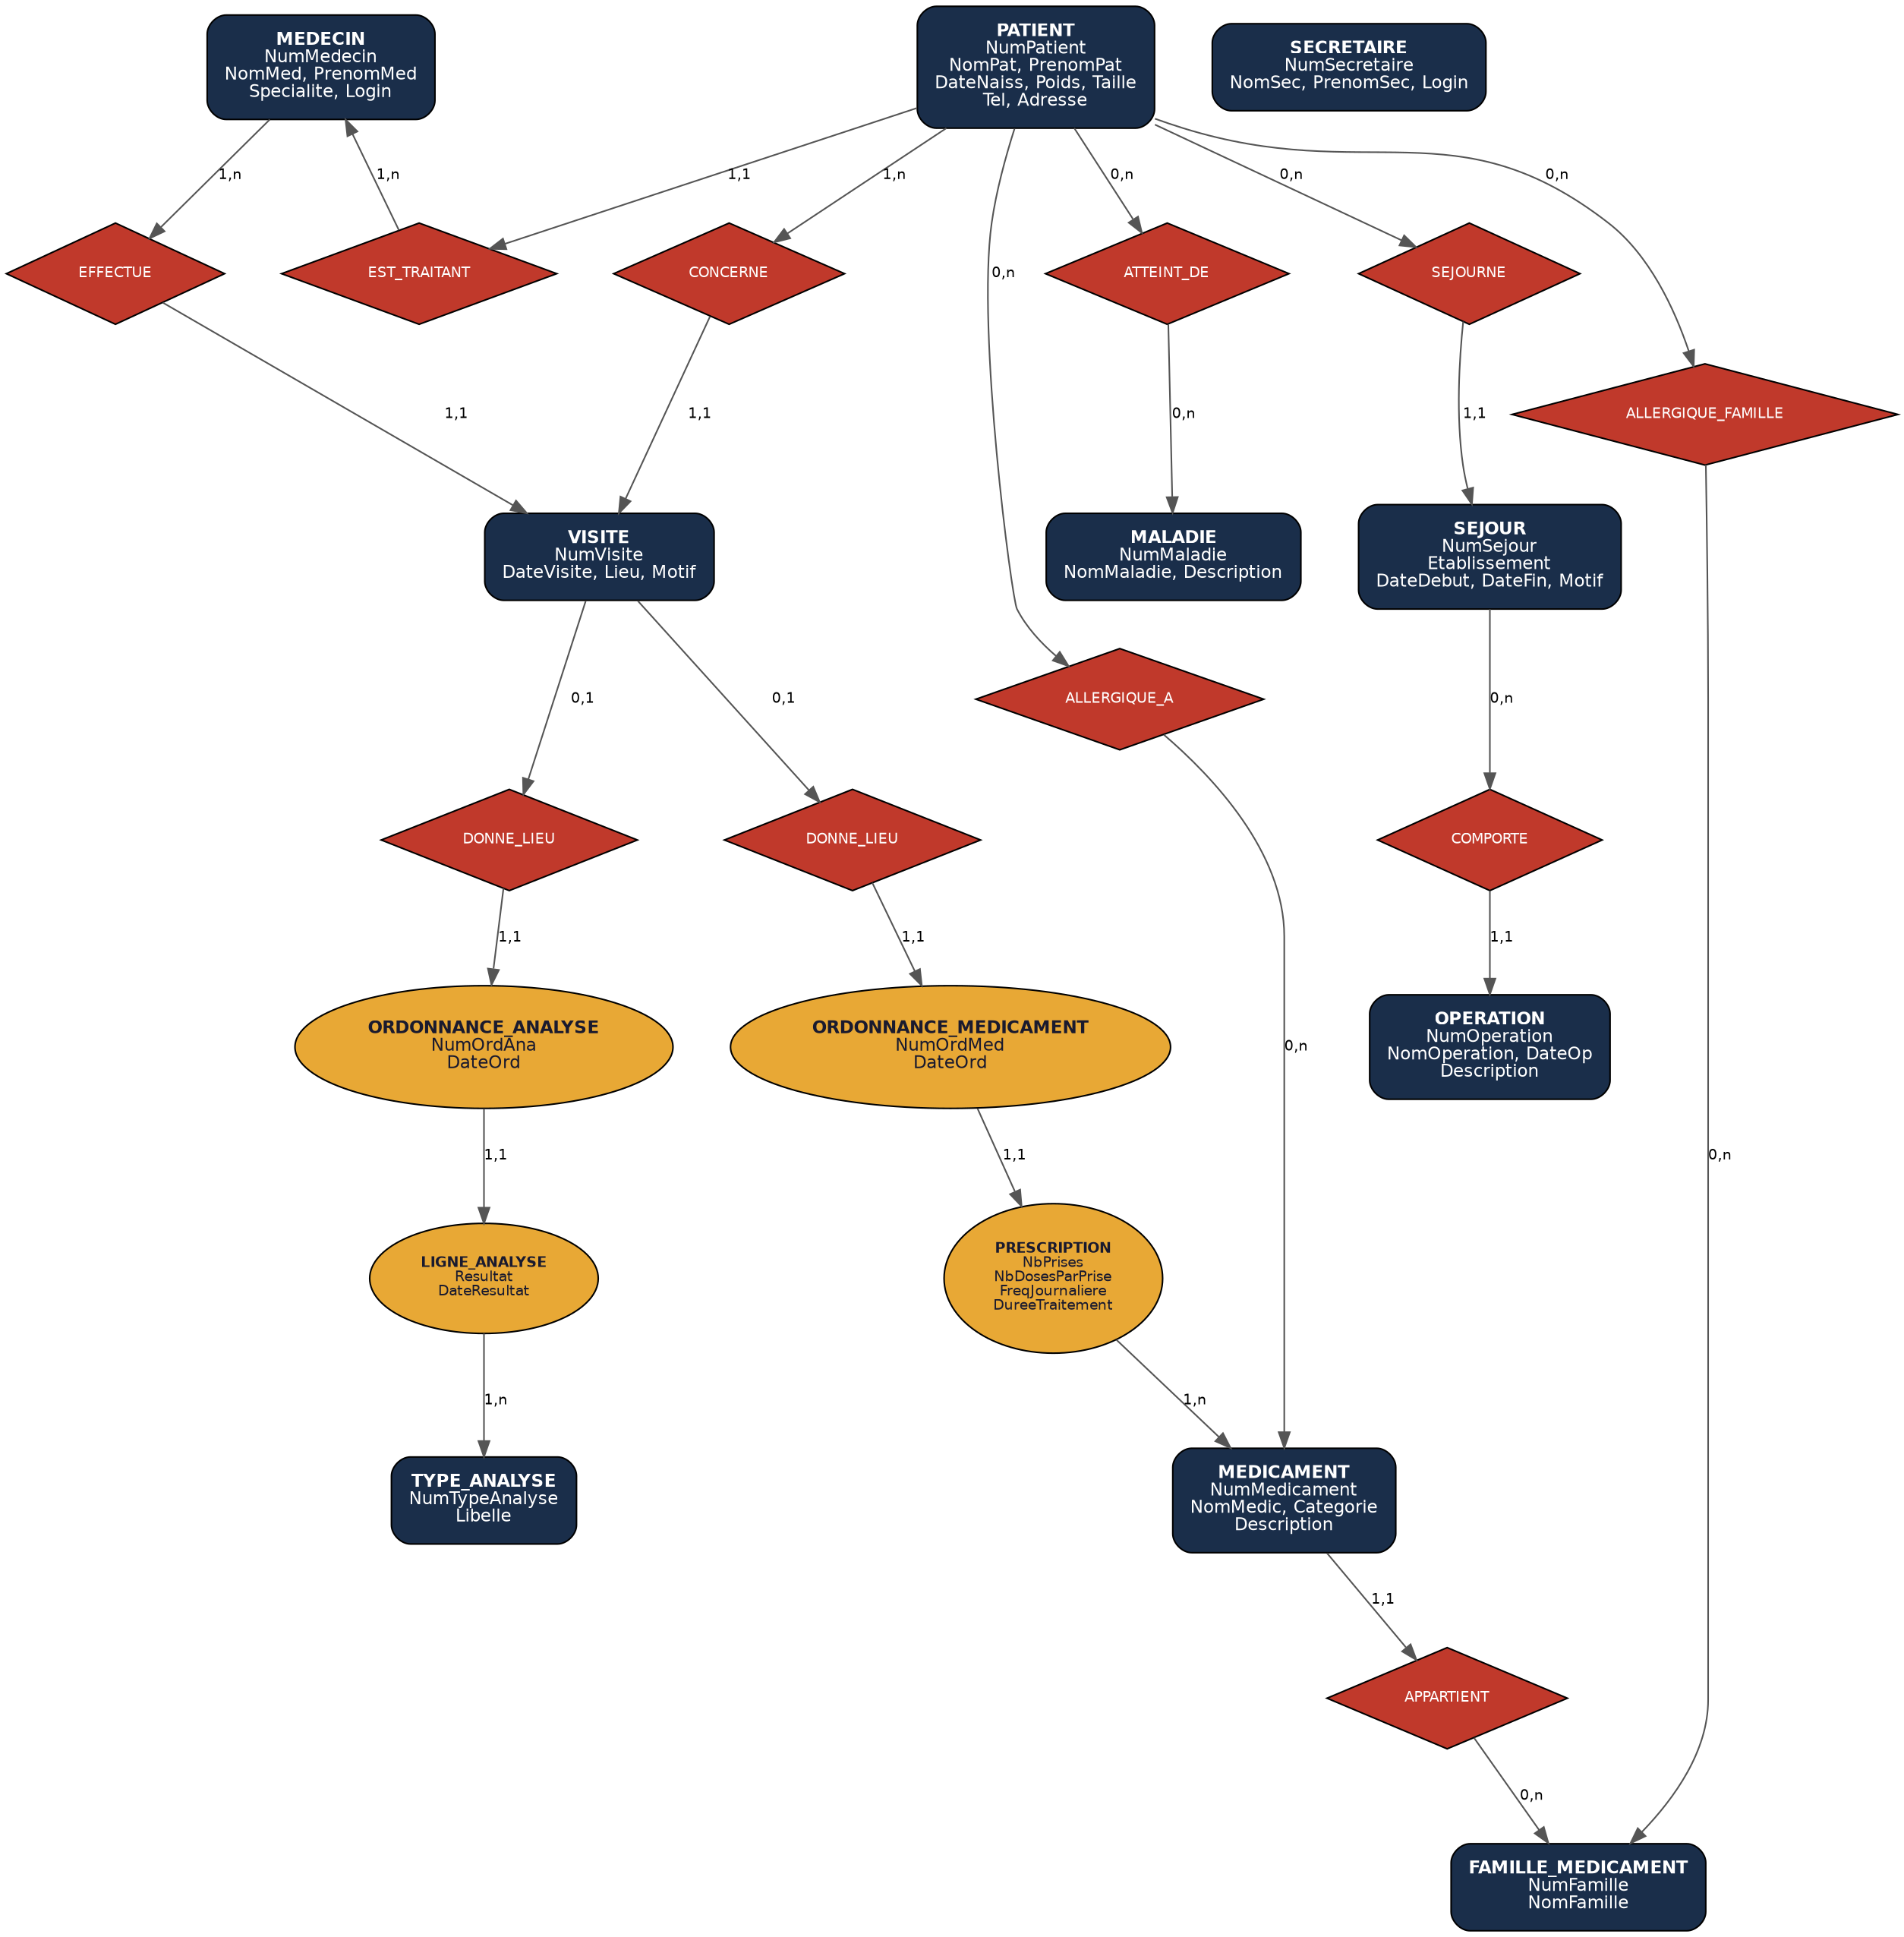 MEDECIN
NumMedecin
NomMed, PrenomMed
Specialite, Login
PATIENT
NumPatient
NomPat, PrenomPat
DateNaiss, Poids, Taille
Tel, Adresse
SECRETAIRE
NumSecretaire
NomSec, PrenomSec, Login
1,n
1,n
1,1
1,n
0,n
0,n
0,n
EFFECTUE
EST_TRAITANT
CONCERNE
0,n
ATTEINT_DE
SEJOURNE
1,1
1,1
0,n
1,1
ALLERGIQUE_FAMILLE
VISITE
NumVisite
DateVisite, Lieu, Motif
MALADIE
NumMaladie
NomMaladie, Description
SEJOUR
NumSejour
Etablissement
DateDebut, DateFin, Motif
0,1
0,1
ALLERGIQUE_A
0,n
DONNE_LIEU
DONNE_LIEU
COMPORTE
1,1
1,1
1,1
ORDONNANCE_ANALYSE
NumOrdAna
DateOrd
ORDONNANCE_MEDICAMENT
NumOrdMed
DateOrd
0,n
OPERATION
NumOperation
NomOperation, DateOp
Description
1,1
1,1
0,n
LIGNE_ANALYSE
Resultat
DateResultat
PRESCRIPTION
NbPrises
NbDosesParPrise
FreqJournaliere
DureeTraitement
1,n
1,n
TYPE_ANALYSE
NumTypeAnalyse
Libelle
MEDICAMENT
NumMedicament
NomMedic, Categorie
Description
1,1
APPARTIENT
0,n
FAMILLE_MEDICAMENT
NumFamille
NomFamille